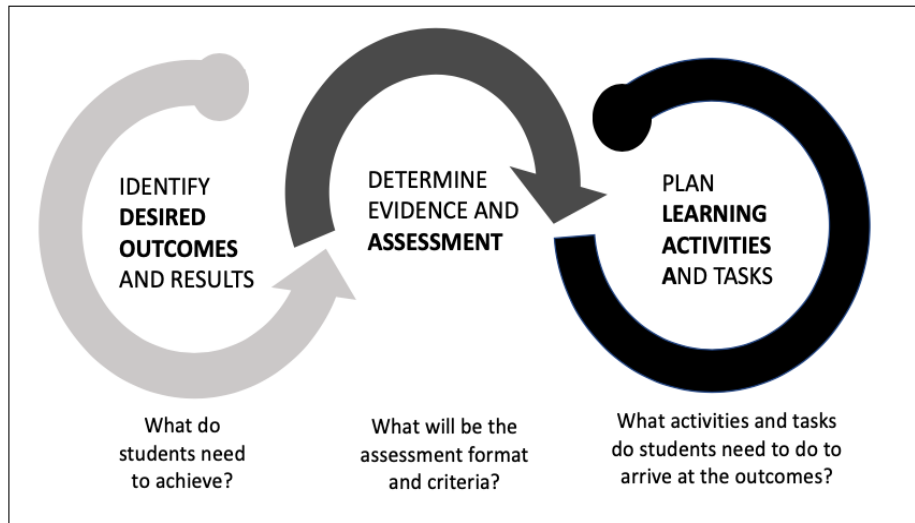 IDENTIFY
DESIRED
OUTCOMES
AND RESULTS
DETERMINE
EVIDENCE AND
ASSESSMENT
PLAN
LEARNING
ACTIVITIES
AND TASKS
What do
students need
to achieve?
What will be the
assessment format
and criteria?
What activities and tasks
do students need to do to
arrive at the outcomes?